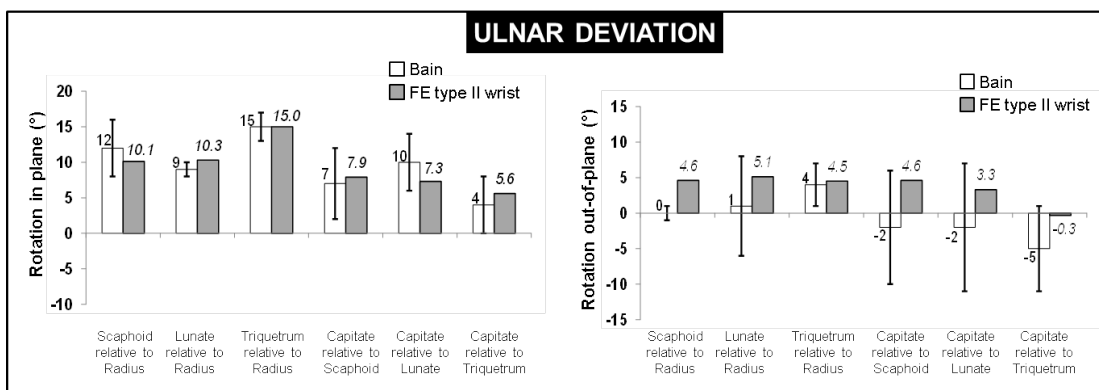 ULNAR DEVIATION
Bain
FE type II wrist
Rotation in plane (°)
20
15
10
5
0
-5
-10
12
10.1
9
10.3
15
15.0
7
7.9
10
7.3
4
5.6
Scaphoid relative to Radius
Lunate relative to Radius
Triquetrum relative to Radius
Capitate relative to Scaphoid
Capitate relative to Lunate
Capitate relative to Triquetrum
Bain
FE type II wrist
Rotation out-of-plane (°)
15
10
5
0
-5
-10
-15
0
4.6
1
5.1
4
4.5
-2
4.6
-2
3.3
-5
-0.3
Scaphoid relative to Radius
Lunate relative to Radius
Triquetrum relative to Radius
Capitate relative to Scaphoid
Capitate relative to Lunate
Capitate relative to Triquetrum